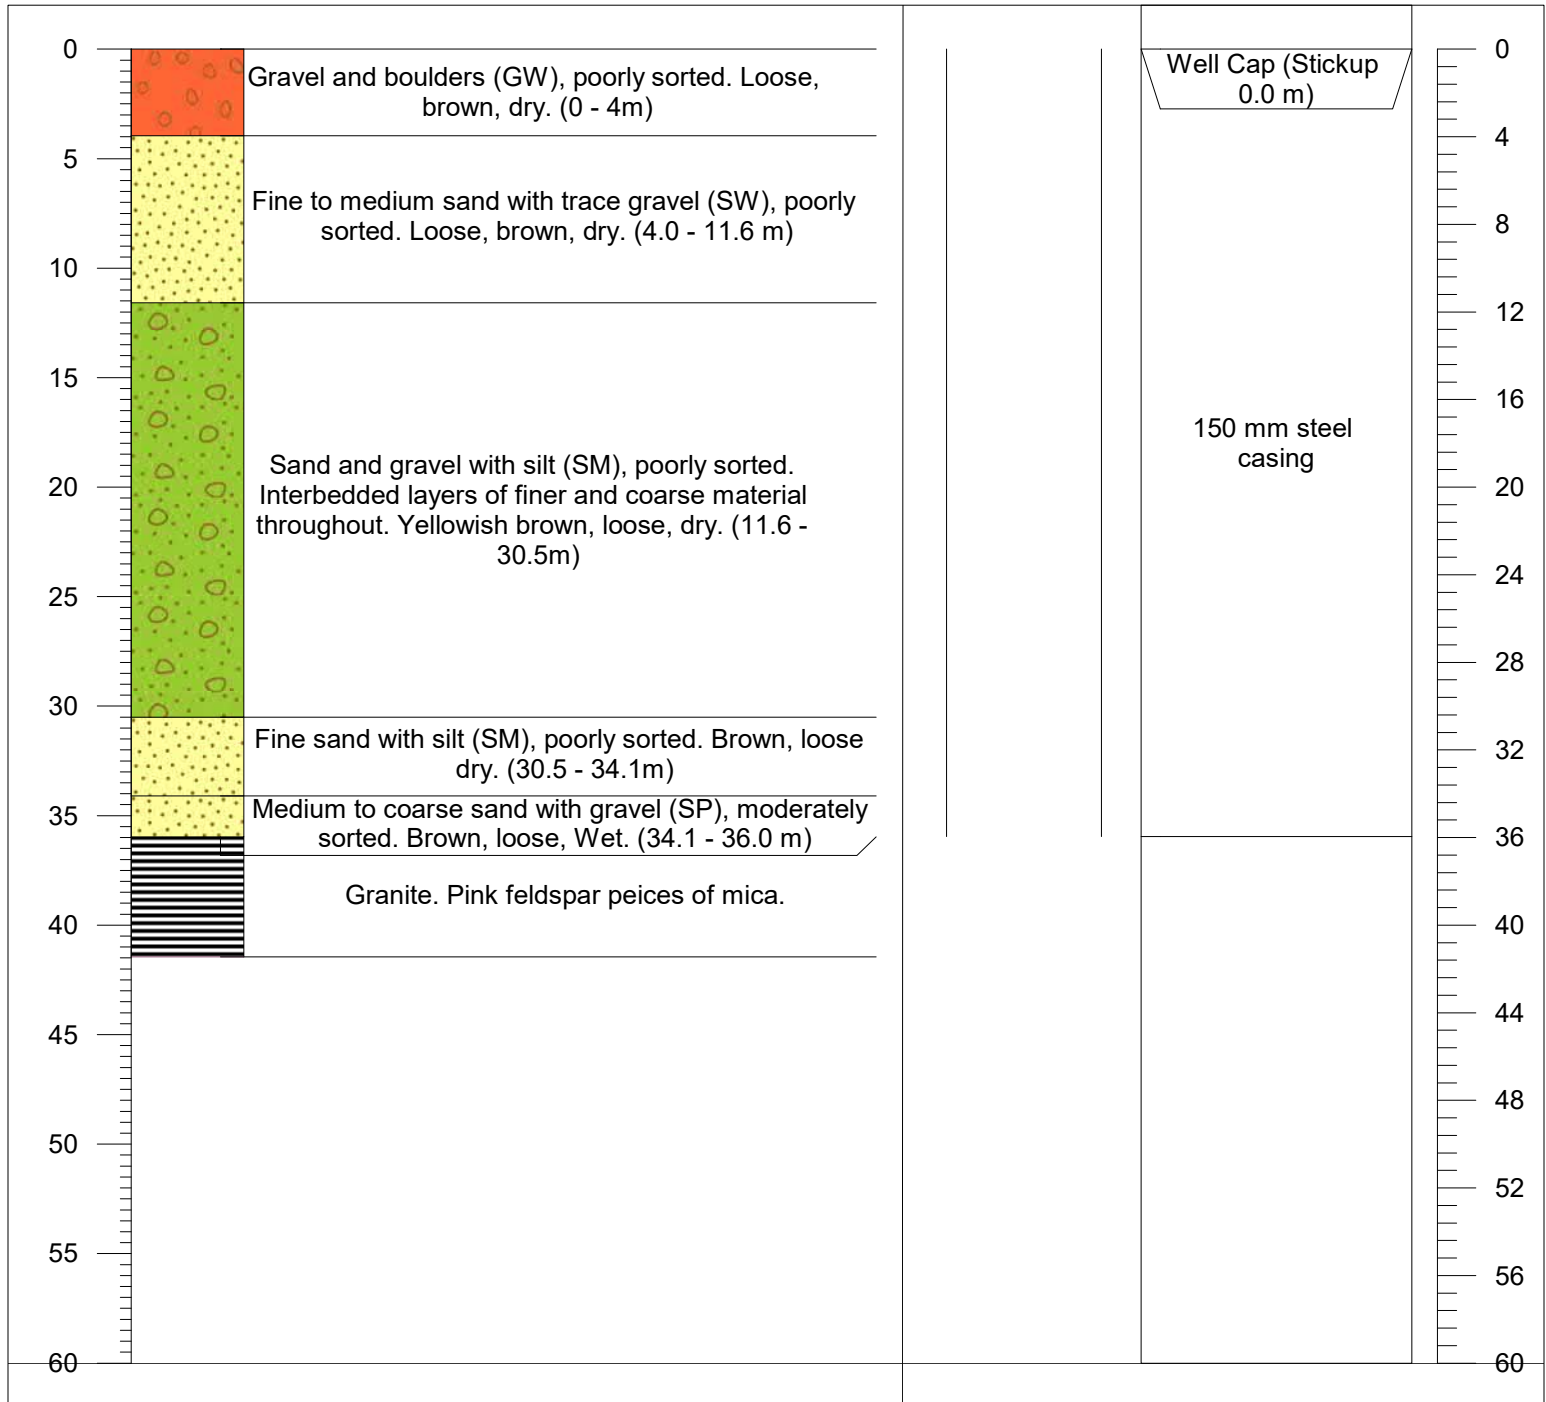 0
5
10
15
20
25
30
35
40
45
50
55
60
Gravel and boulders (GW), poorly sorted. Loose,
brown, dry. (0 - 4m)
Fine to medium sand with trace gravel (SW), poorly
sorted. Loose, brown, dry. (4.0 - 11.6 m)
Sand and gravel with silt (SM), poorly sorted.
Interbedded layers of finer and coarse material
throughout. Yellowish brown, loose, dry. (11.6 -
30.5m)
Fine sand with silt (SM), poorly sorted. Brown, loose
dry. (30.5 - 34.1m)
Medium to coarse sand with gravel (SP), moderately
sorted. Brown, loose, Wet. (34.1 - 36.0 m)
Granite. Pink feldspar peices of mica.
Well Cap (Stickup
0.0 m)
150 mm steel
casing
0
4
8
12
16
20
24
28
32
36
40
44
48
52
56
60